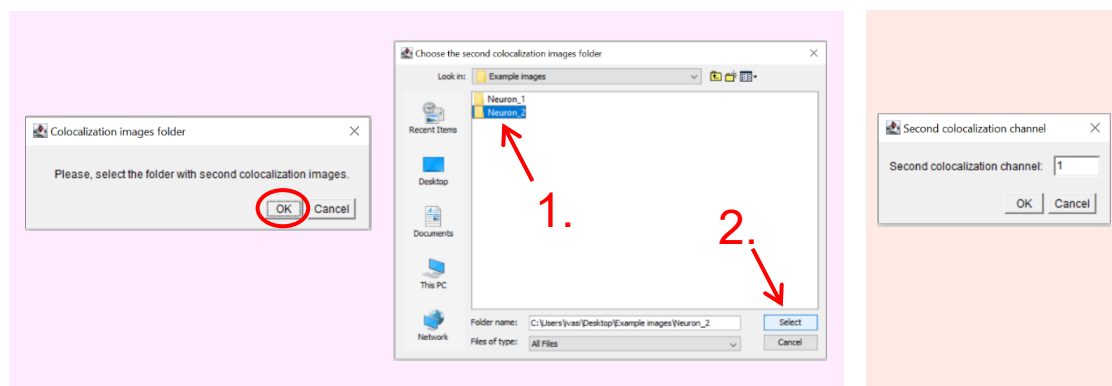 Colocalization images folder
Please, select the folder with second colocalization images.
OK Cancel
Choose the second colocalization images folder
Look in: Example images
Neuron_1
Neuron_2
Recent Items
Desktop
Documents
This PC
Network
1.
2.
Folder name: C:\Users\jvasi\Desktop\Example images\Neuron_2 Select
Files of type: All Files Cancel
Second colocalization channel
Second colocalization channel: 1
OK Cancel